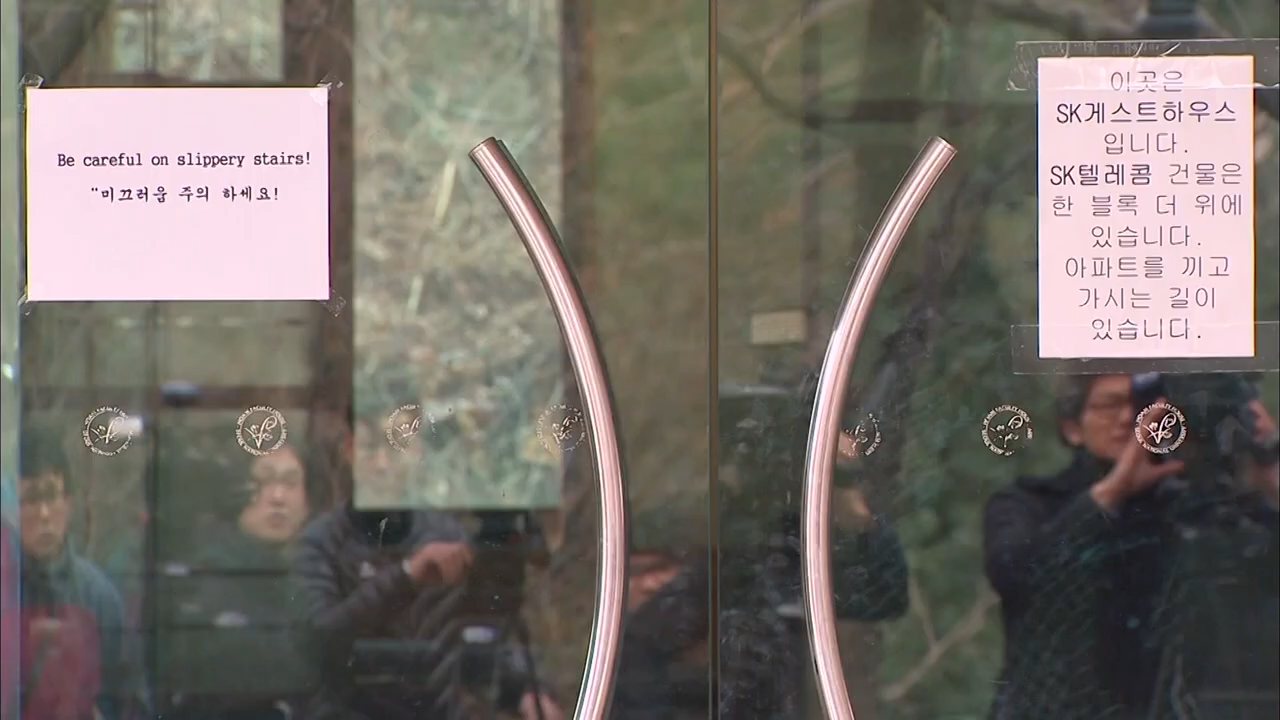 Be careful on slippery stairs!
"미끄러움 주의 하세요!
이곳은
SK게스트하우스
입니다.
SK텔레콤 건물은
한 블록 더 위에
있습니다.
아파트를 끼고
가시는 길이
있습니다.